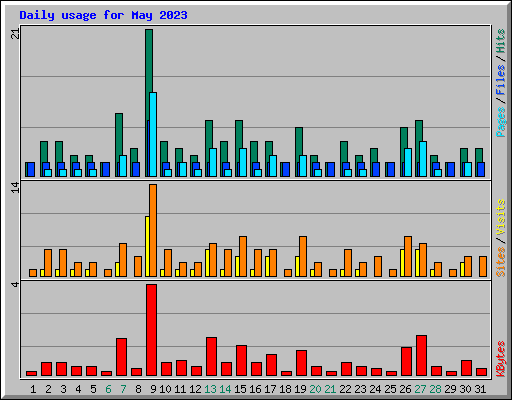 Daily usage for May 2023
21
Pages / Files / Hits
14
Sites / Visits
4
KBytes
1 2 3 4 5 6 7 8 9 10 11 12 13 14 15 16 17 18 19 20 21 22 23 24 25 26 27 28 29 30 31